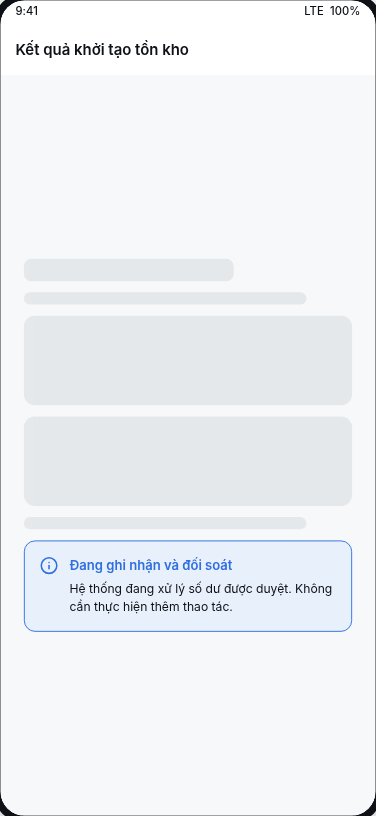 9:41
LTE 100%
Kết quả khởi tạo tồn kho
Đang ghi nhận và đối soát
Hệ thống đang xử lý số dư được duyệt. Không
cần thực hiện thêm thao tác.